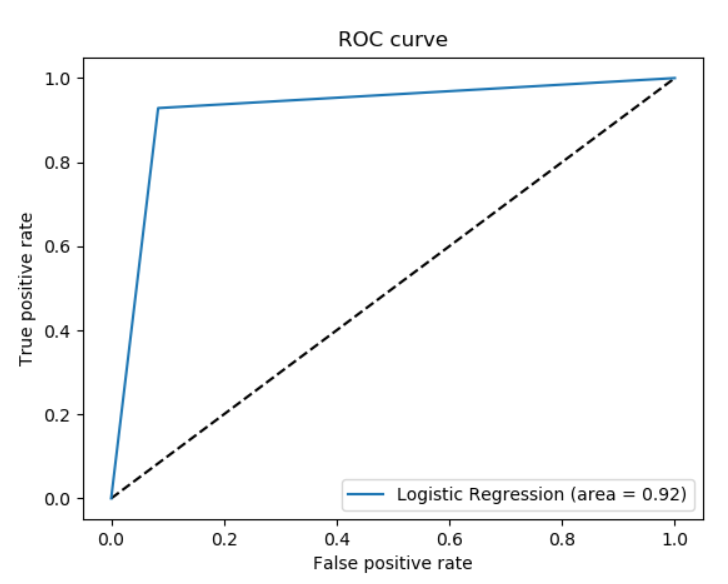 ROC curve
True positive rate
1.0
0.8
0.6
0.4
0.2
0.0
Logistic Regression (area = 0.92)
0.0 0.2 0.4 0.6 0.8 1.0
False positive rate